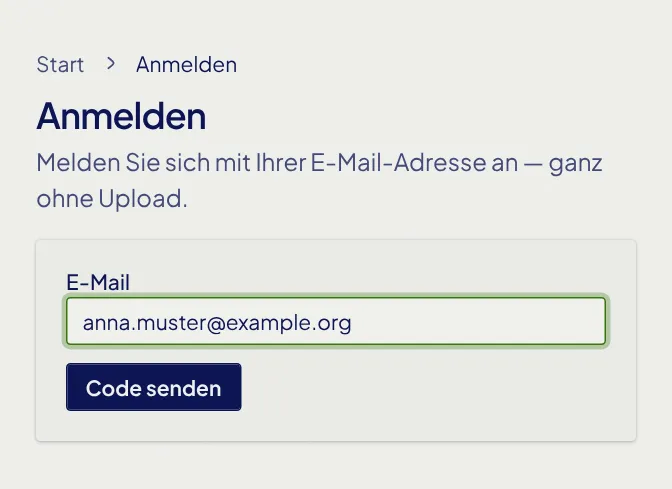 Start > Anmelden
Anmelden
Melden Sie sich mit Ihrer E-Mail-Adresse an — ganz
ohne Upload.
E-Mail
anna.muster@example.org
Code senden